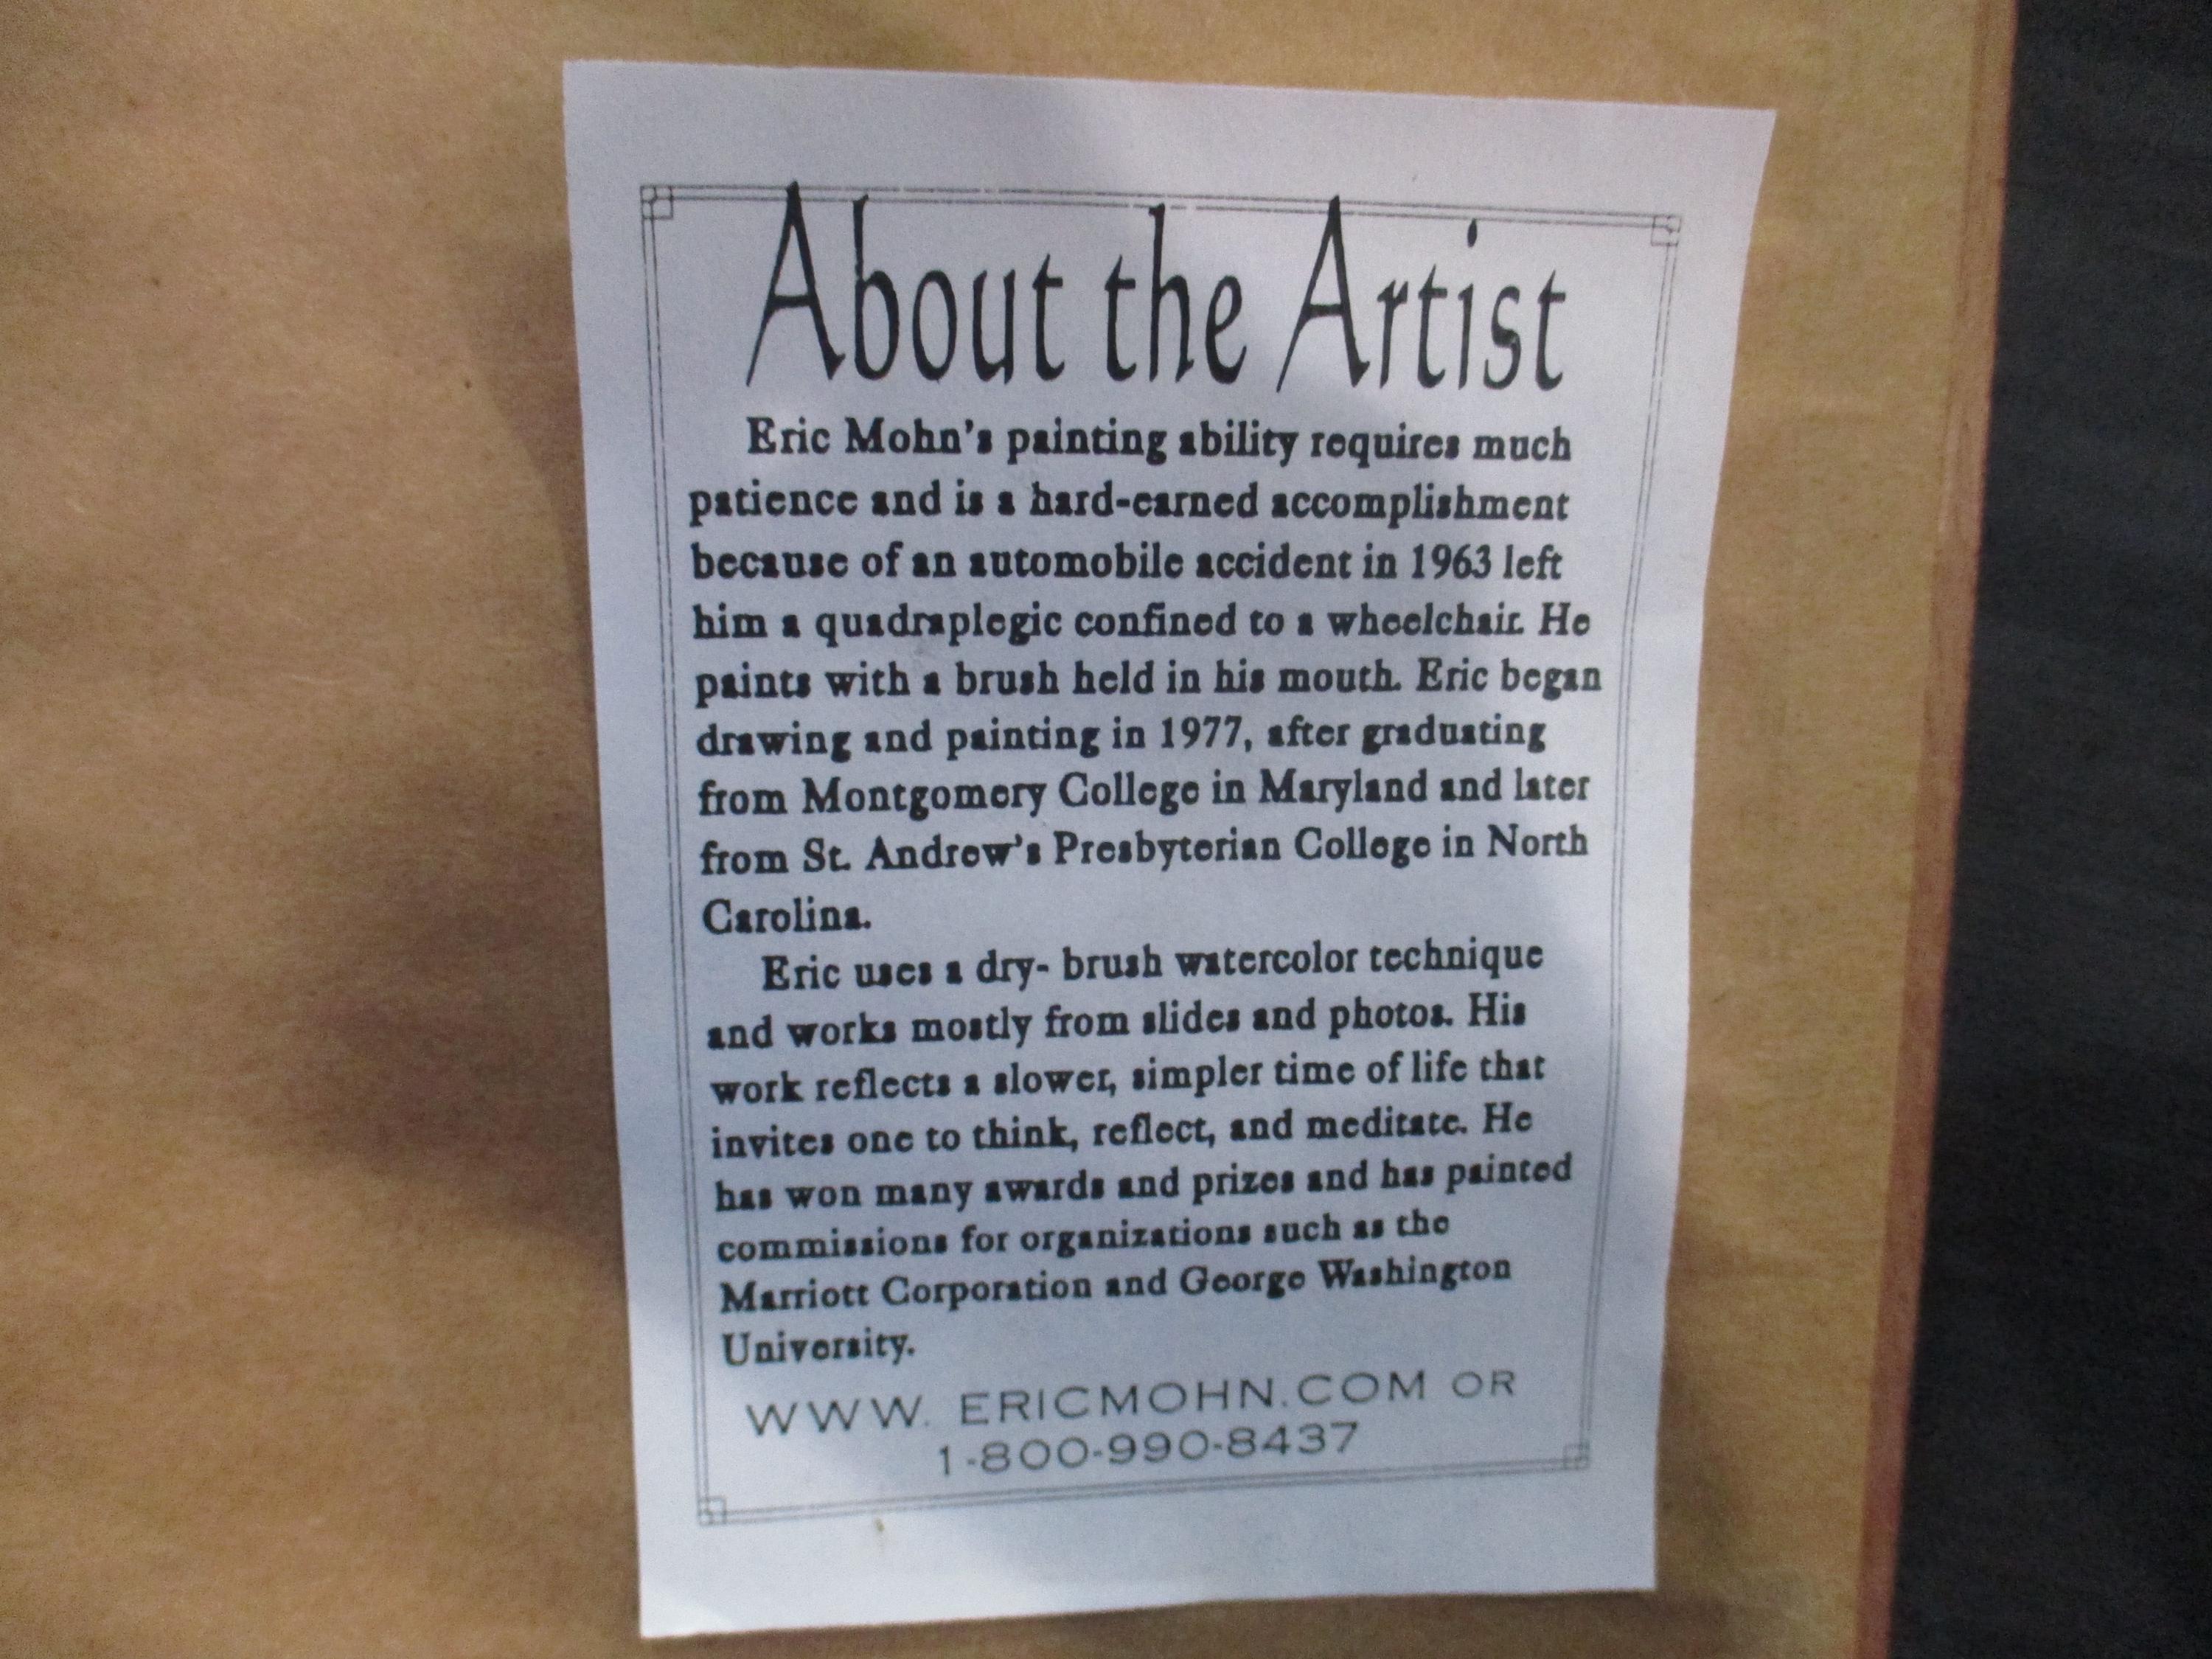 About the Artist
Eric Mohn's painting ability requires much
patience and is a hard-earned accomplishment
because of an automobile accident in 1963 left
him a quadraplegic confined to a wheelchair. He
paints with a brush held in his mouth. Eric began
drawing and painting in 1977, after graduating
from Montgomery College in Maryland and later
from St. Andrew's Presbyterian College in North
Carolina.
Eric uses a dry- brush watercolor technique
and works mostly from slides and photos. His
work reflects a slower, simpler time of life that
invites one to think, reflect, and meditate. He
has won many awards and prizes and has painted
commissions for organizations such as the
Marriott Corporation and George Washington
University.
WWW. ERICMOHN.COM OR
1-800-990-8437